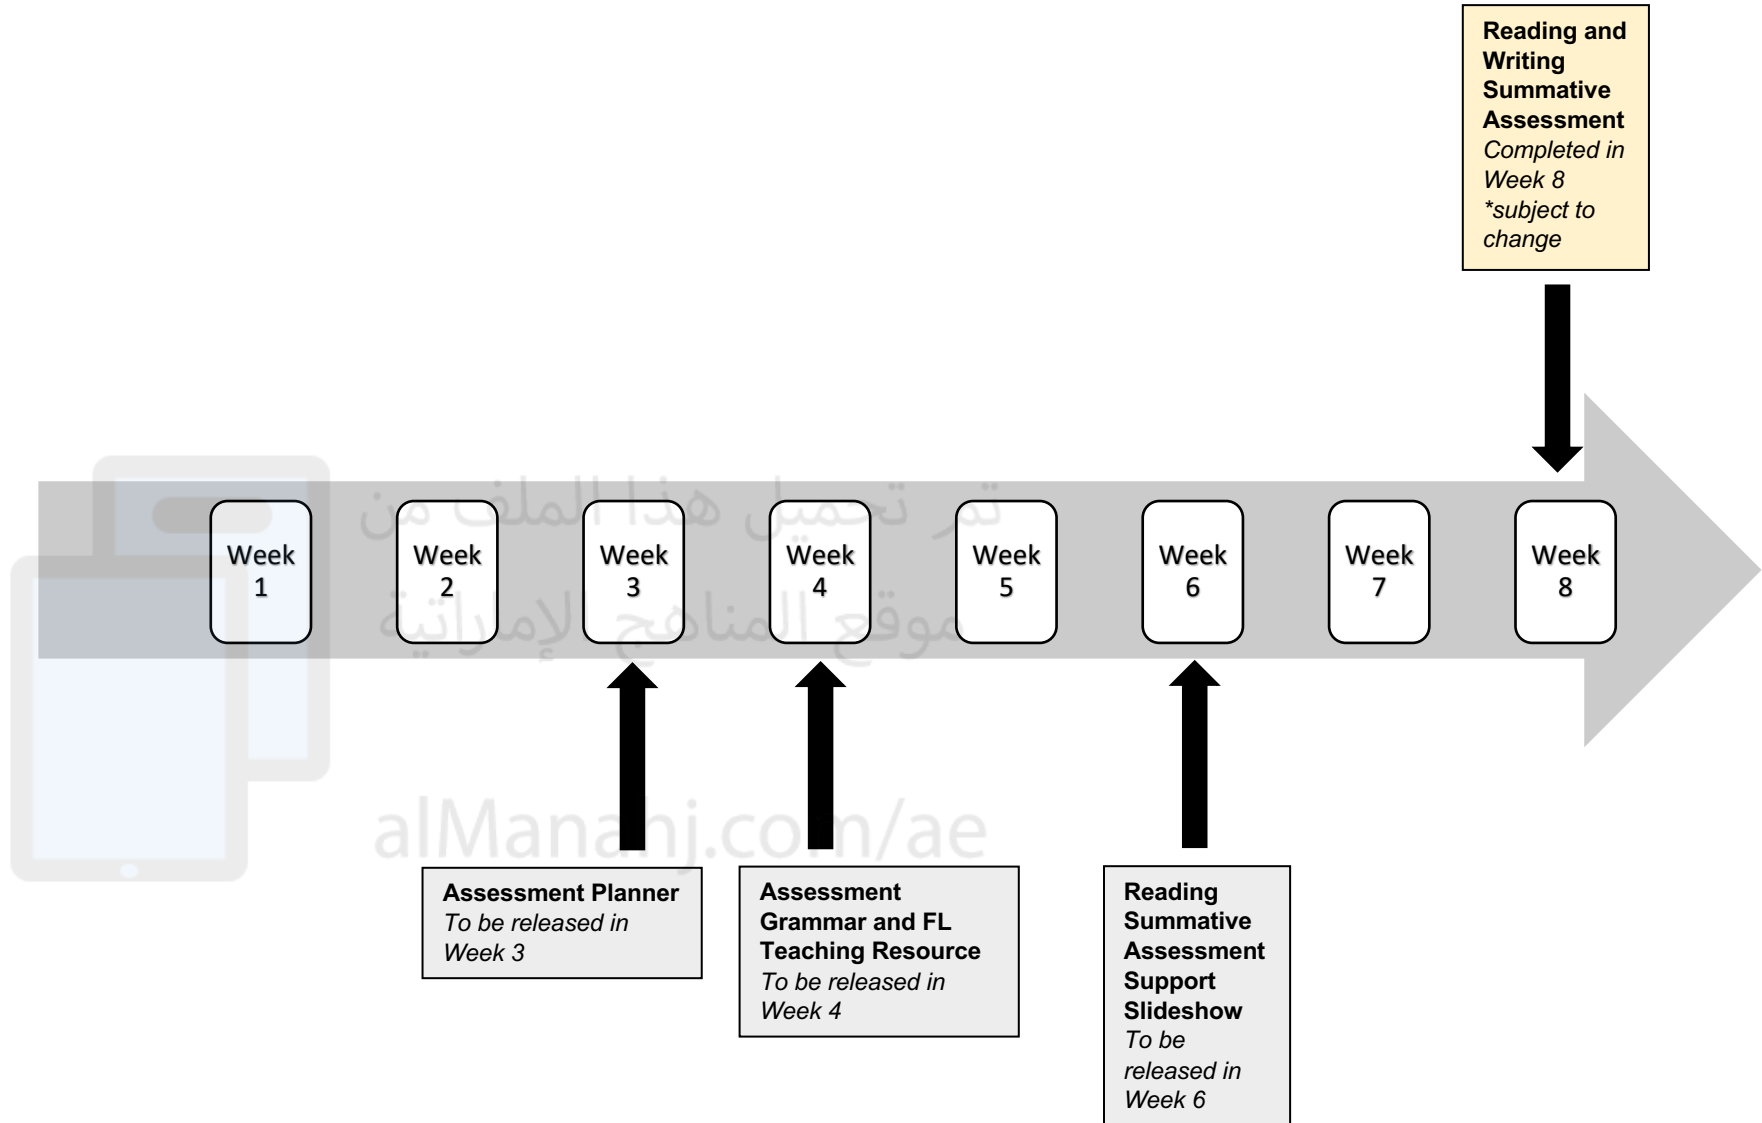 Reading and
Writing
Summative
Assessment
Completed in
Week 8
*subject to
change
تم تحميل هذا الملف من
موقع المناهج الإماراتية
alManahj.com/ae
Week
1
Week
2
Week
3
Week
4
Week
5
Week
6
Week
7
Week
8
Assessment Planner
To be released in
Week 3
Assessment
Grammar and FL
Teaching Resource
To be released in
Week 4
Reading
Summative
Assessment
Support
Slideshow
To be
released in
Week 6